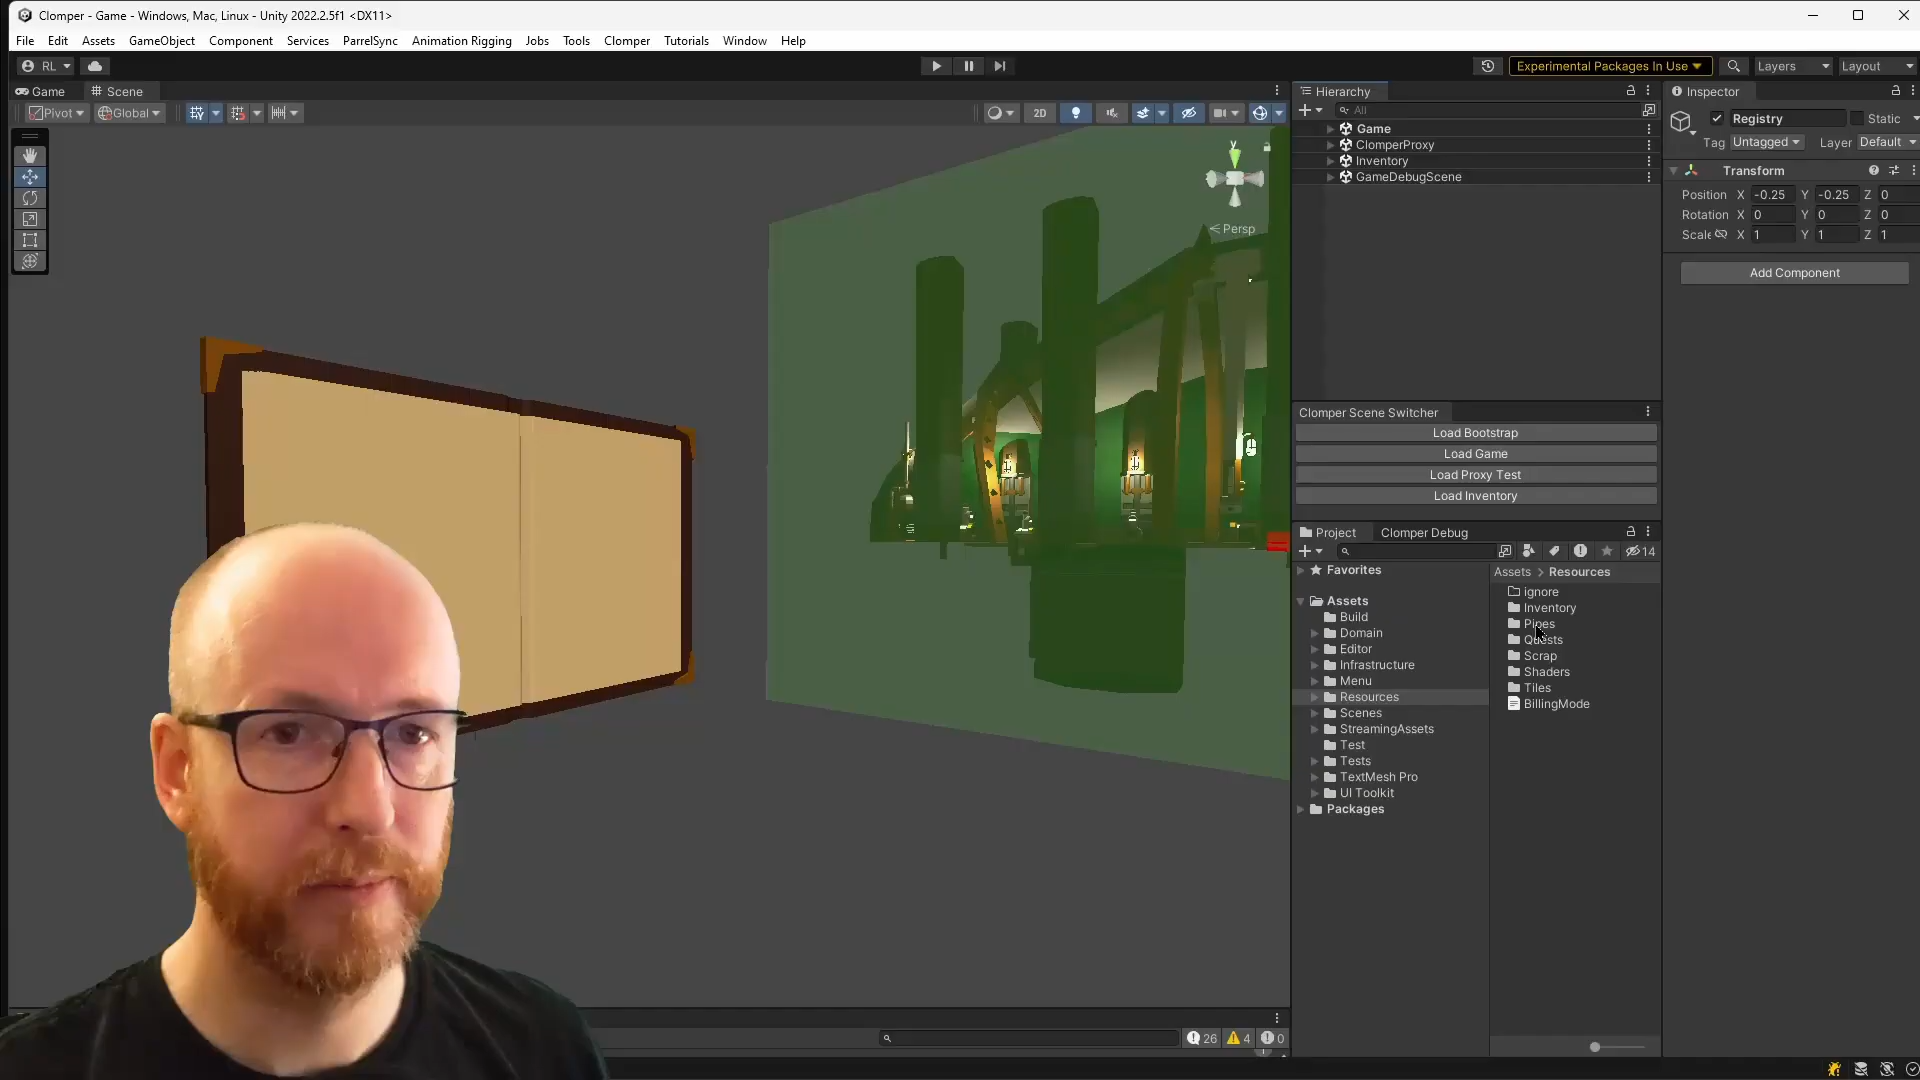 Clomper - Game - Windows, Mac, Linux - Unity 2022.2.5f1 <DX11>
File Edit Assets GameObject Component Services ParrelSync Animation Rigging Jobs Tools Clomper Tutorials Window Help
RL Experimental Packages In Use Layers Layout
Game Scene
Pivot Global 2D
Y
Persp
Hierarchy
All
Game
ClomperProxy
Inventory
GameDebugScene
Clomper Scene Switcher
Load Bootstrap
Load Game
Load Proxy Test
Load Inventory
Project Clomper Debug
14
Favorites
Assets
Build
Domain
Editor
Infrastructure
Menu
Resources
Scenes
StreamingAssets
Test
Tests
TextMesh Pro
UI Toolkit
Packages
Assets > Resources
ignore
Inventory
Pipes
Quests
Scrap
Shaders
Tiles
BillingMode
Inspector
Registry Static
Tag Untagged Layer Default
Transform
Position X -0.25 Y -0.25 Z 0
Rotation X 0 Y 0 Z 0
Scale X 1 Y 1 Z 1
Add Component
26 4 0